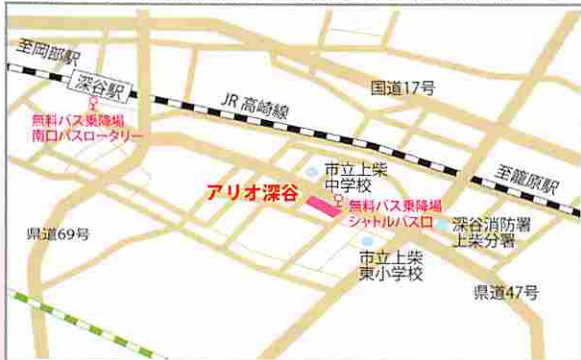 至岡部駅
深谷駅
無料バス乗降場
南口バスロータリー
JR高崎線
国道17号
至籠原駅
市立上柴
中学校
アリオ深谷
無料バス乗降場
シャトルバス口
深谷消防署
上柴分署
県道69号
市立上柴
東小学校
県道47号